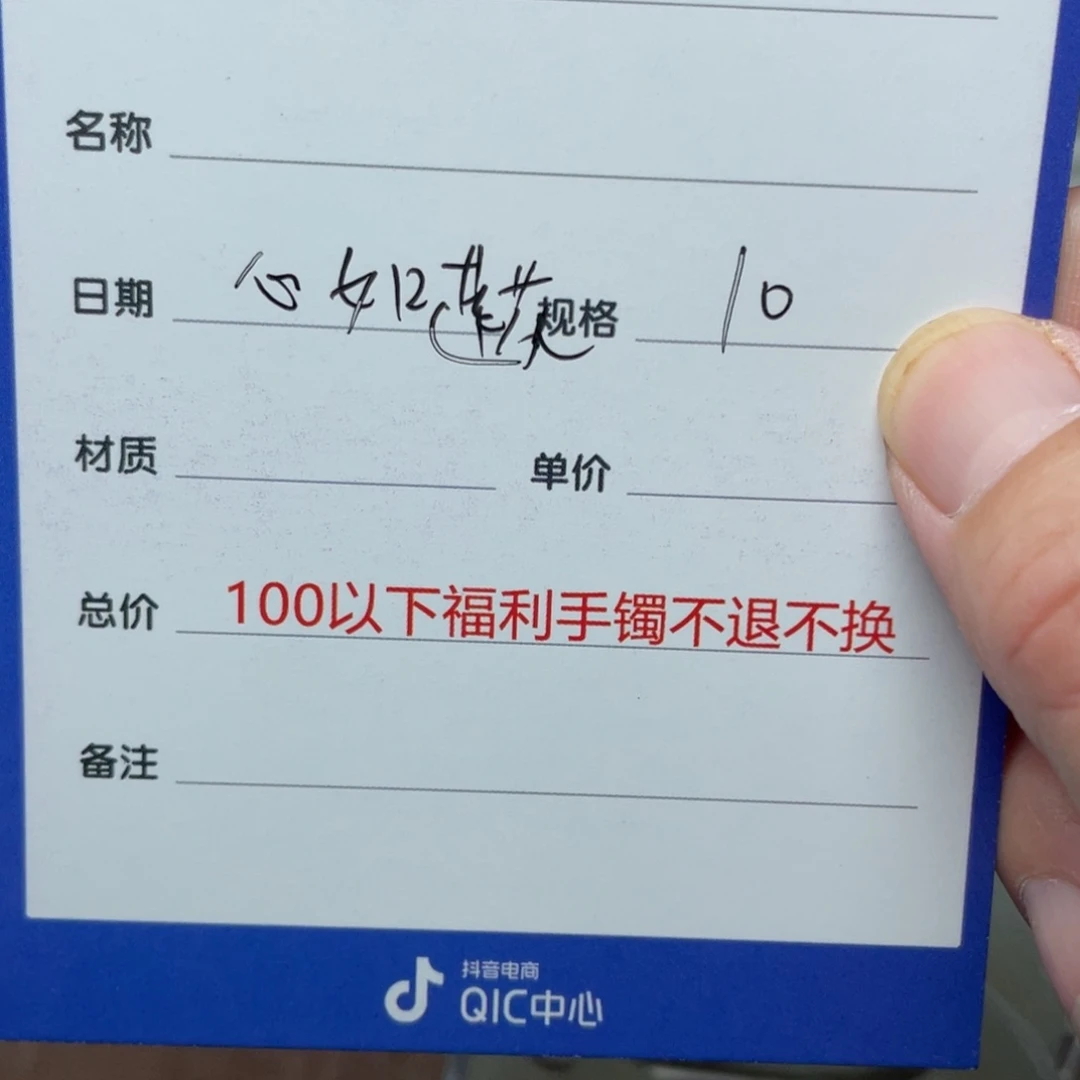 名称
日期 心如莲 规格 10
材质 单价
总价 100以下福利手镯不退不换
备注
抖音电商
QIC中心